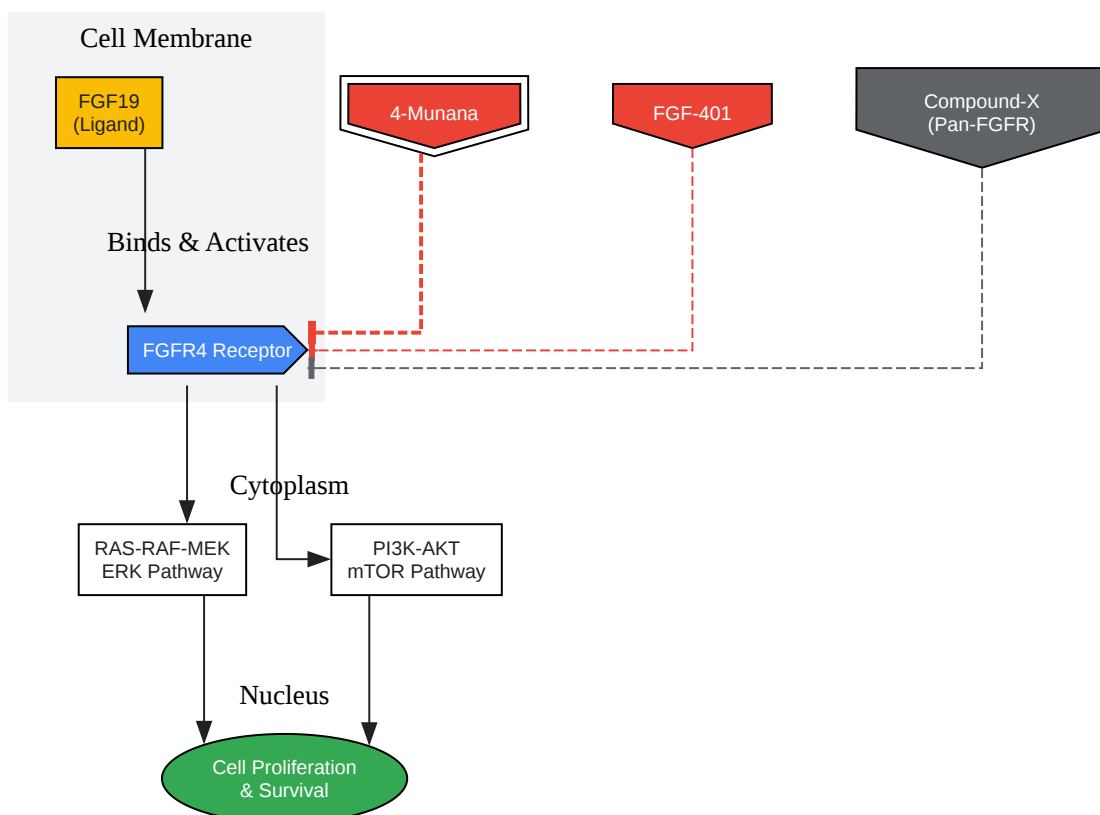 Cell Membrane
FGF19
(Ligand)
4-Munana
FGF-401
Compound-X
(Pan-FGFR)
Binds & Activates
FGFR4 Receptor
Cytoplasm
RAS-RAF-MEK
ERK Pathway
PI3K-AKT
mTOR Pathway
Nucleus
Cell Proliferation
& Survival